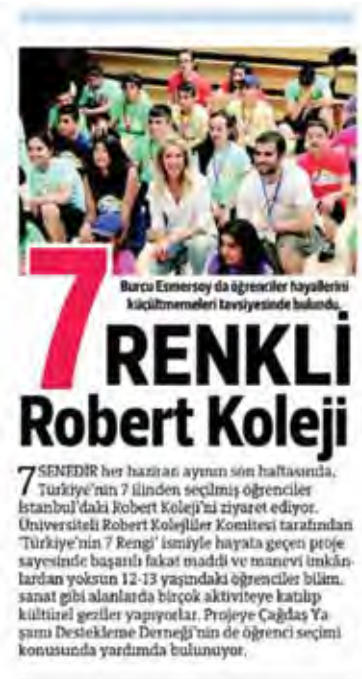 Burcu Esmersoy da öğrenciler hayallerini
küçültmemeleri tavsiyesinde bulundu.
7 RENKLİ
Robert Koleji
7 SENEDİR her haziran ayının son haftasında,
Türkiye'nin 7 ilinden seçilmiş öğrenciler
İstanbul'daki Robert Koleji'ni ziyaret ediyor.
Üniversiteli Robert Kolejliler Komitesi tarafından
'Türkiye'nin 7 Rengi' ismiyle hayata geçen proje
sayesinde başarılı fakat maddi ve manevi imkân-
lardan yoksun 12-13 yaşındaki öğrenciler bilim,
sanat gibi alanlarda birçok aktiviteye katılıp
kültürel geziler yapıyorlar. Projeye Çağdaş Ya-
şamı Destekleme Derneği'nin de öğrenci seçimi
konusunda yardımda bulunuyor.